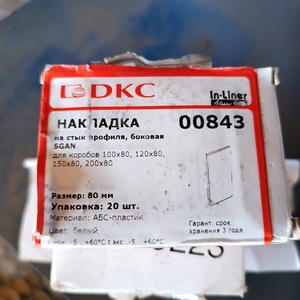 DKC
In-Liner
НАКЛАДКА 00843
на стык профиля, боковая
SGAN
для коробов 100x80, 120x80,
150x80, 200x80
Размер: 80 мм
Упаковка: 20 шт.
Материал: АБС-пластик
Цвет: белый
Гарант. срок
хранения 3 года